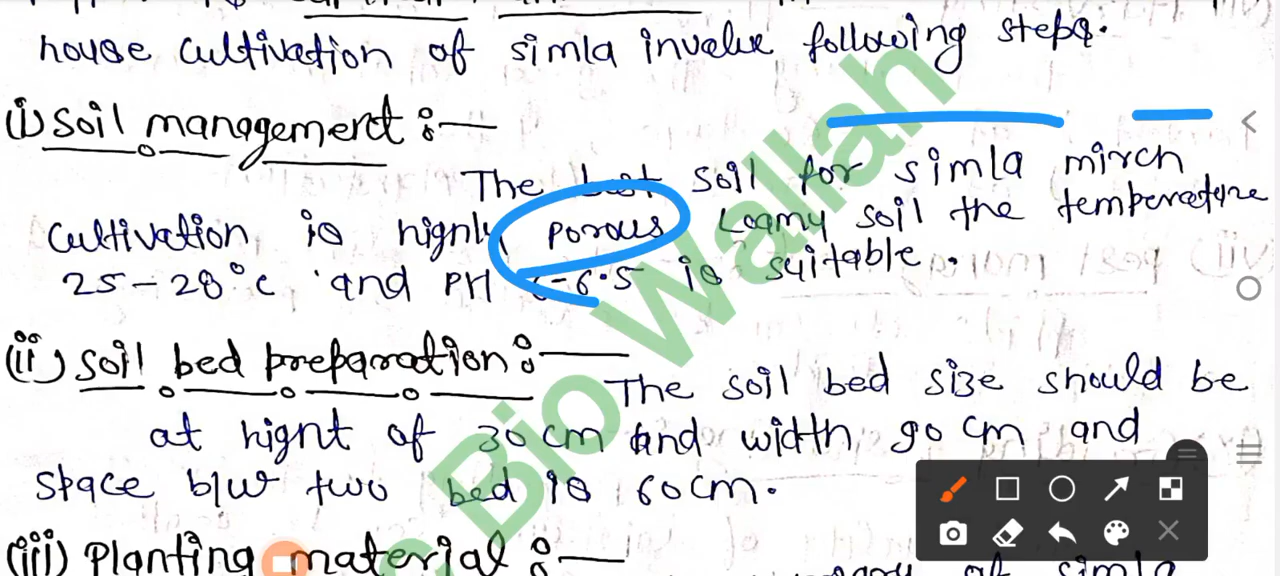 house cultivation of simla involve following steps.
(i) Soil management :—
The best soil for simla mirch
cultivation is highly porous Loamy soil the temperature
25-28°c and PH 6-6.5 is suitable.
(ii) Soil bed preparation :— The soil bed size should be
at hight of 30 cm and width 90 cm and
space b/w two bed is 60cm.
(iii) Planting material :—
of simla
Bio Wallah